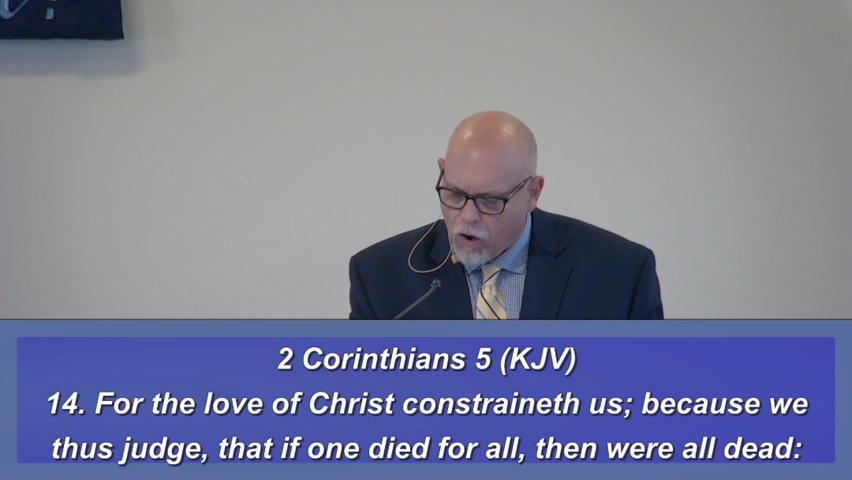 2 Corinthians 5 (KJV)
14. For the love of Christ constraineth us; because we
thus judge, that if one died for all, then were all dead: